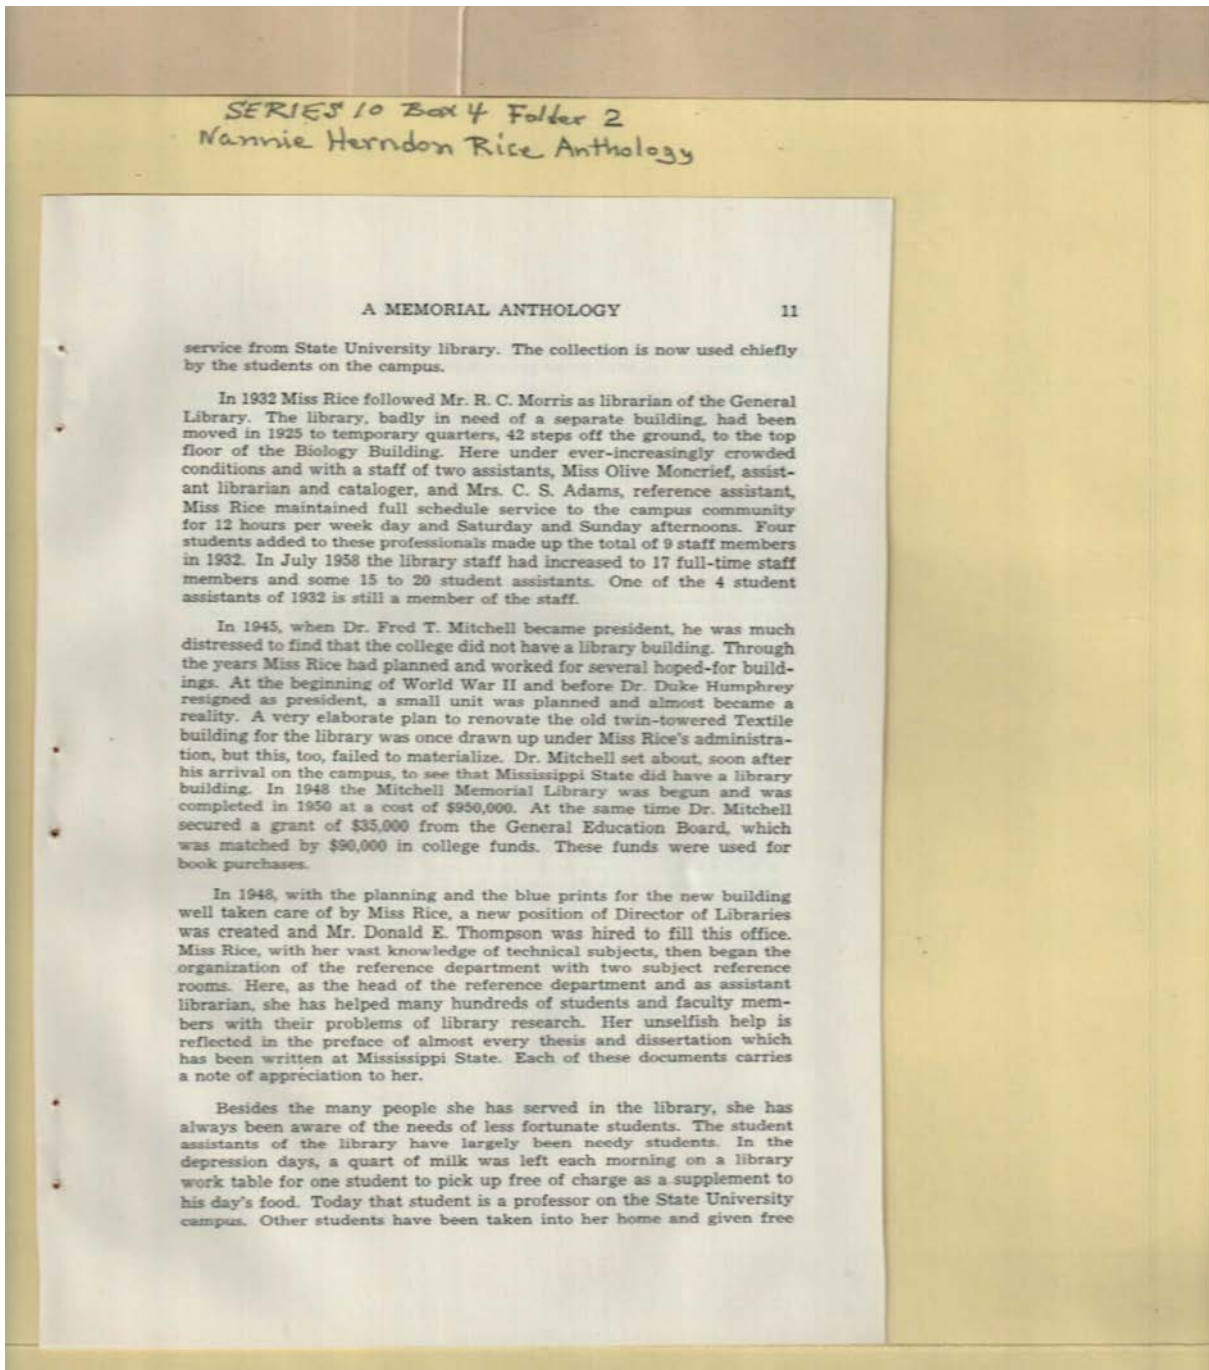 SERIES 10 Box 4 Folder 2
Nannie Herndon Rice Anthology
A MEMORIAL ANTHOLOGY 11
service from State University library. The collection is now used chiefly
by the students on the campus.
In 1932 Miss Rice followed Mr. R. C. Morris as librarian of the General
Library. The library, badly in need of a separate building, had been
moved in 1925 to temporary quarters, 42 steps off the ground, to the top
floor of the Biology Building. Here under ever-increasingly crowded
conditions and with a staff of two assistants, Miss Olive Moncrief, assist-
ant librarian and cataloger, and Mrs. C. S. Adams, reference assistant,
Miss Rice maintained full schedule service to the campus community
for 12 hours per week day and Saturday and Sunday afternoons. Four
students added to these professionals made up the total of 9 staff members
in 1932. In July 1958 the library staff had increased to 17 full-time staff
members and some 15 to 20 student assistants. One of the 4 student
assistants of 1932 is still a member of the staff.
In 1945, when Dr. Fred T. Mitchell became president, he was much
distressed to find that the college did not have a library building. Through
the years Miss Rice had planned and worked for several hoped-for build-
ings. At the beginning of World War II and before Dr. Duke Humphrey
resigned as president, a small unit was planned and almost became a
reality. A very elaborate plan to renovate the old twin-towered Textile
building for the library was once drawn up under Miss Rice's administra-
tion, but this, too, failed to materialize. Dr. Mitchell set about, soon after
his arrival on the campus, to see that Mississippi State did have a library
building. In 1948 the Mitchell Memorial Library was begun and was
completed in 1950 at a cost of $950,000. At the same time Dr. Mitchell
secured a grant of $35,000 from the General Education Board, which
was matched by $90,000 in college funds. These funds were used for
book purchases.
In 1948, with the planning and the blue prints for the new building
well taken care of by Miss Rice, a new position of Director of Libraries
was created and Mr. Donald E. Thompson was hired to fill this office.
Miss Rice, with her vast knowledge of technical subjects, then began the
organization of the reference department with two subject reference
rooms. Here, as the head of the reference department and as assistant
librarian, she has helped many hundreds of students and faculty mem-
bers with their problems of library research. Her unselfish help is
reflected in the preface of almost every thesis and dissertation which
has been written at Mississippi State. Each of these documents carries
a note of appreciation to her.
Besides the many people she has served in the library, she has
always been aware of the needs of less fortunate students. The student
assistants of the library have largely been needy students. In the
depression days, a quart of milk was left each morning on a library
work table for one student to pick up free of charge as a supplement to
his day's food. Today that student is a professor on the State University
campus. Other students have been taken into her home and given free